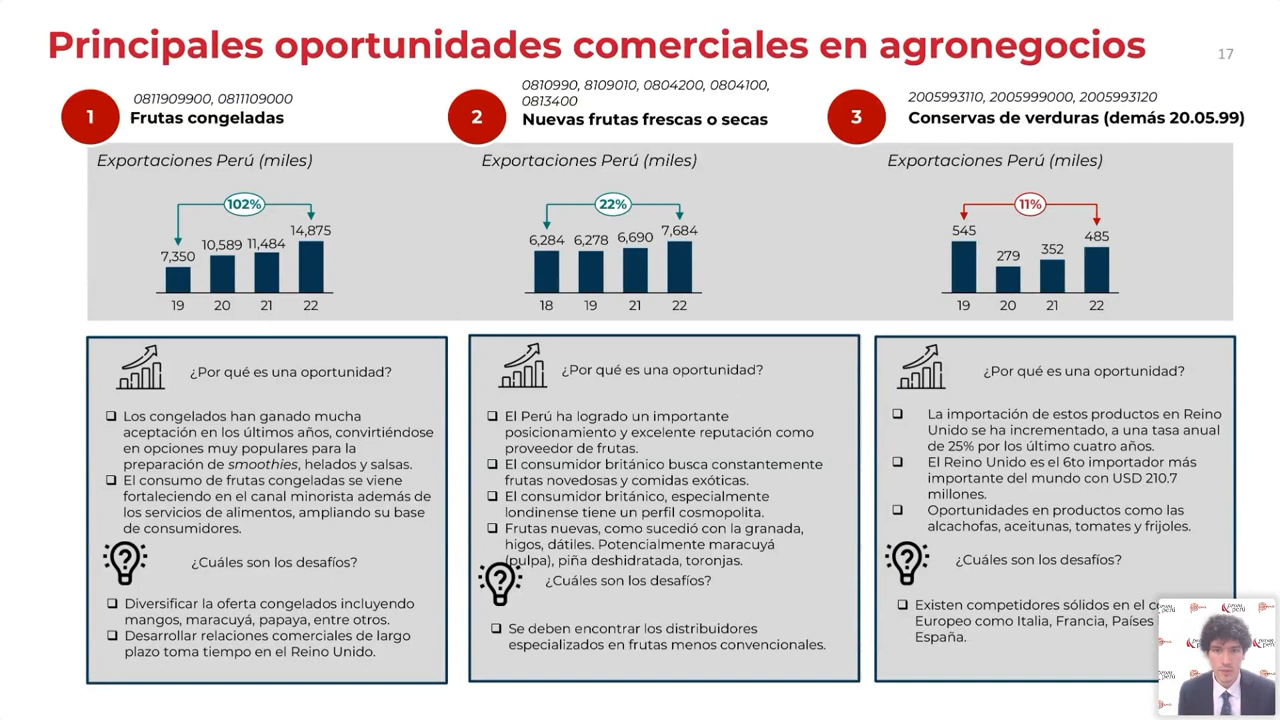 Principales oportunidades comerciales en agronegocios
17
1
0811909900, 0811109000
Frutas congeladas
Exportaciones Perú (miles)
102%
7,350
10,589
11,484
14,875
19
20
21
22
¿Por qué es una oportunidad?
Los congelados han ganado mucha
aceptación en los últimos años, convirtiéndose
en opciones muy populares para la
preparación de smoothies, helados y salsas.
El consumo de frutas congeladas se viene
fortaleciendo en el canal minorista además de
los servicios de alimentos, ampliando su base
de consumidores.
¿Cuáles son los desafíos?
Diversificar la oferta congelados incluyendo
mangos, maracuyá, papaya, entre otros.
Desarrollar relaciones comerciales de largo
plazo toma tiempo en el Reino Unido.
2
0810990, 8109010, 0804200, 0804100,
0813400
Nuevas frutas frescas o secas
Exportaciones Perú (miles)
22%
6,284
6,278
6,690
7,684
18
19
21
22
¿Por qué es una oportunidad?
El Perú ha logrado un importante
posicionamiento y excelente reputación como
proveedor de frutas.
El consumidor británico busca constantemente
frutas novedosas y comidas exóticas.
El consumidor británico, especialmente
londinense tiene un perfil cosmopolita.
Frutas nuevas, como sucedió con la granada,
higos, dátiles. Potencialmente maracuyá
(pulpa), piña deshidratada, toronjas.
¿Cuáles son los desafíos?
Se deben encontrar los distribuidores
especializados en frutas menos convencionales.
3
2005993110, 2005999000, 2005993120
Conservas de verduras (demás 20.05.99)
Exportaciones Perú (miles)
11%
545
279
352
485
19
20
21
22
¿Por qué es una oportunidad?
La importación de estos productos en Reino
Unido se ha incrementado, a una tasa anual
de 25% por los último cuatro años.
El Reino Unido es el 6to importador más
importante del mundo con USD 210.7
millones.
Oportunidades en productos como las
alcachofas, aceitunas, tomates y frijoles.
¿Cuáles son los desafíos?
Existen competidores sólidos en el
Europeo como Italia, Francia, Países
España.